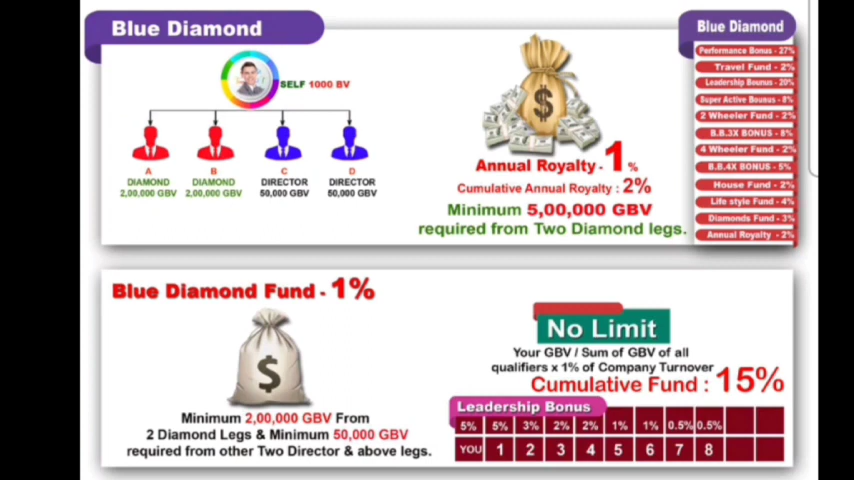 Blue Diamond
SELF 1000 BV
A
DIAMOND
2,00,000 GBV
B
DIAMOND
2,00,000 GBV
C
DIRECTOR
50,000 GBV
D
DIRECTOR
50,000 GBV
$
Annual Royalty - 1%
Cumulative Annual Royalty : 2%
Minimum 5,00,000 GBV
required from Two Diamond legs.
Blue Diamond
Performance Bonus - 27%
Travel Fund - 2%
Leadership Bounus - 20%
Super Active Bounus - 8%
2 Wheeler Fund - 2%
B.B.3X BONUS - 8%
4 Wheeler Fund - 2%
B.B.4X BONUS - 5%
House Fund - 2%
Life style Fund - 4%
Diamonds Fund - 3%
Annual Royalty - 2%
Blue Diamond Fund - 1%
$
Minimum 2,00,000 GBV From
2 Diamond Legs & Minimum 50,000 GBV
required from other Two Director & above legs.
No Limit
Your GBV / Sum of GBV of all
qualifiers x 1% of Company Turnover
Cumulative Fund : 15%
Leadership Bonus
5% 5% 3% 2% 2% 1% 1% 0.5% 0.5%
YOU 1 2 3 4 5 6 7 8